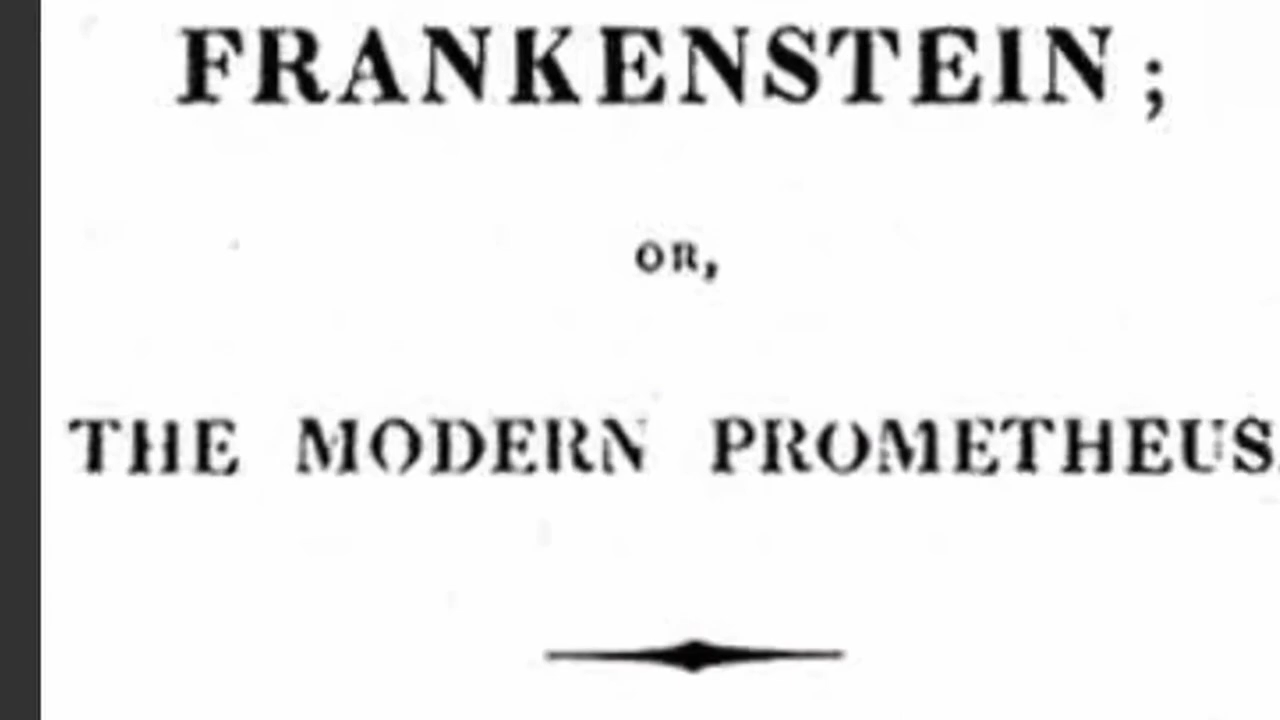 FRANKENSTEIN;
OR,
THE MODERN PROMETHEUS.